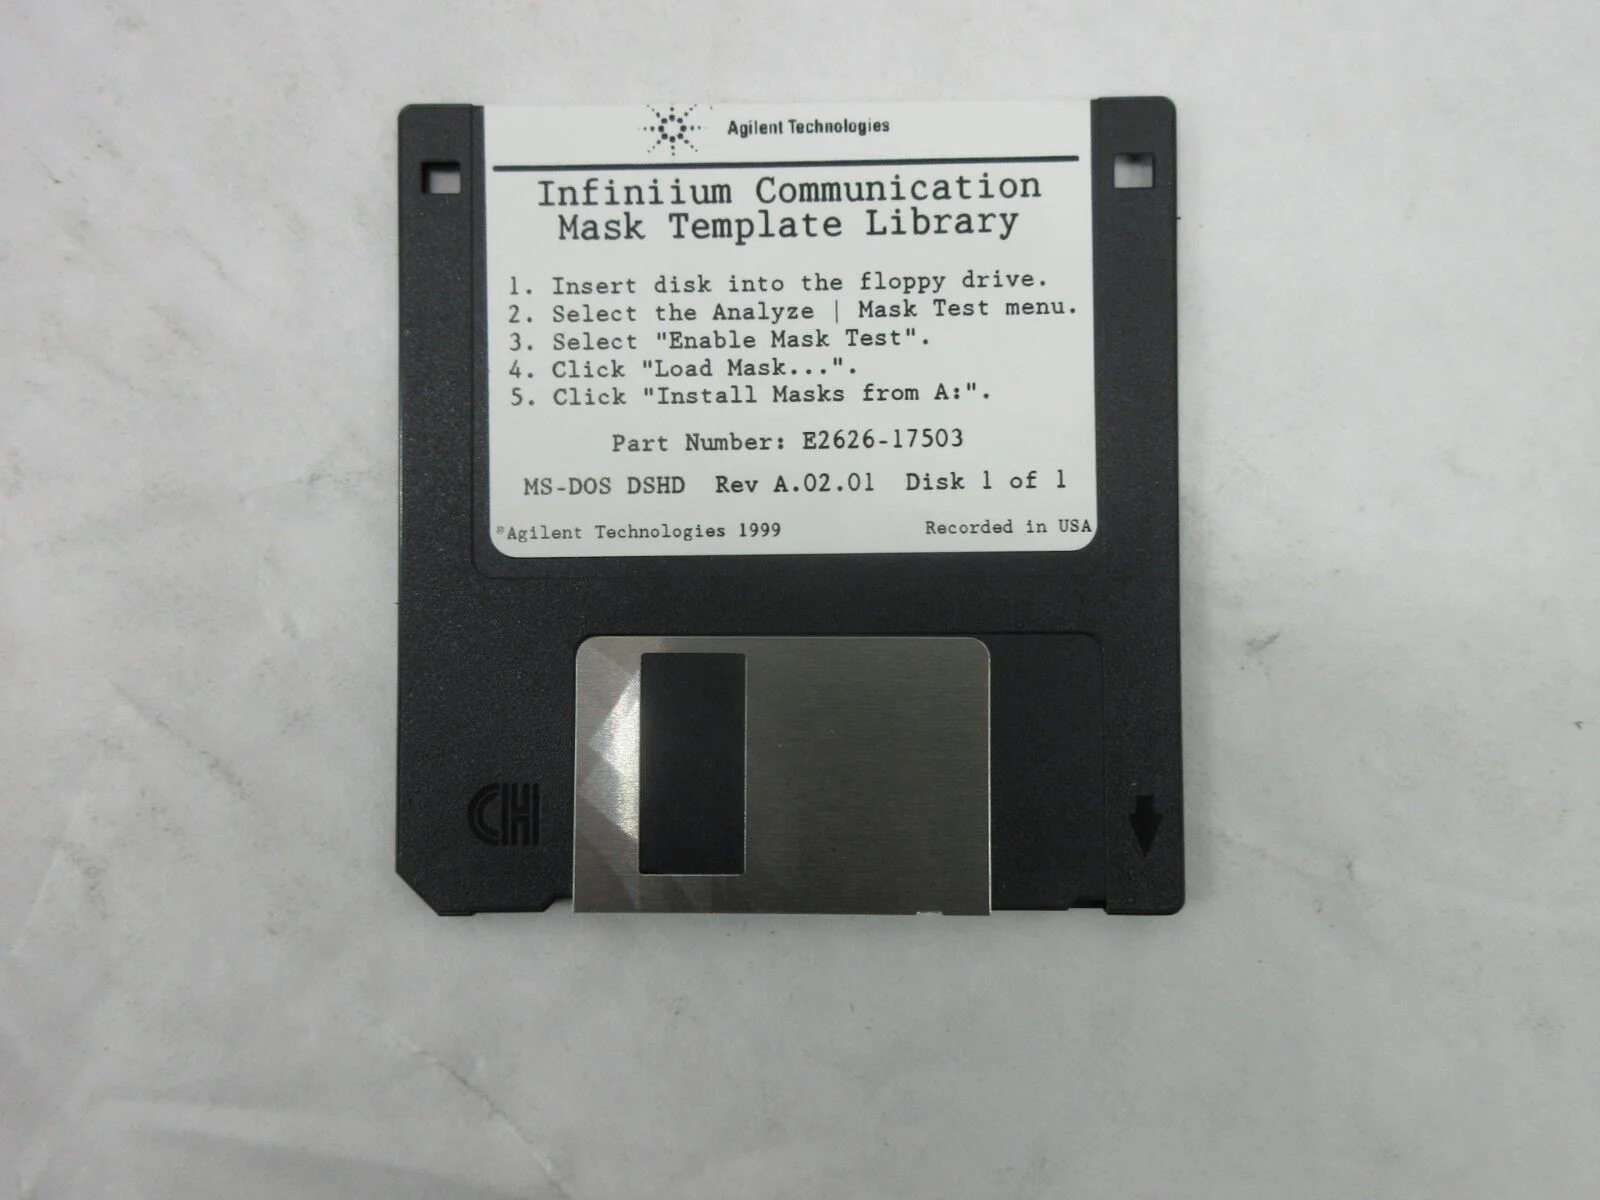 Agilent Technologies
Infiniium Communication
Mask Template Library
1. Insert disk into the floppy drive.
2. Select the Analyze | Mask Test menu.
3. Select "Enable Mask Test".
4. Click "Load Mask...".
5. Click "Install Masks from A:".
Part Number: E2626-17503
MS-DOS DSHD Rev A.02.01 Disk 1 of 1
©Agilent Technologies 1999 Recorded in USA
CH